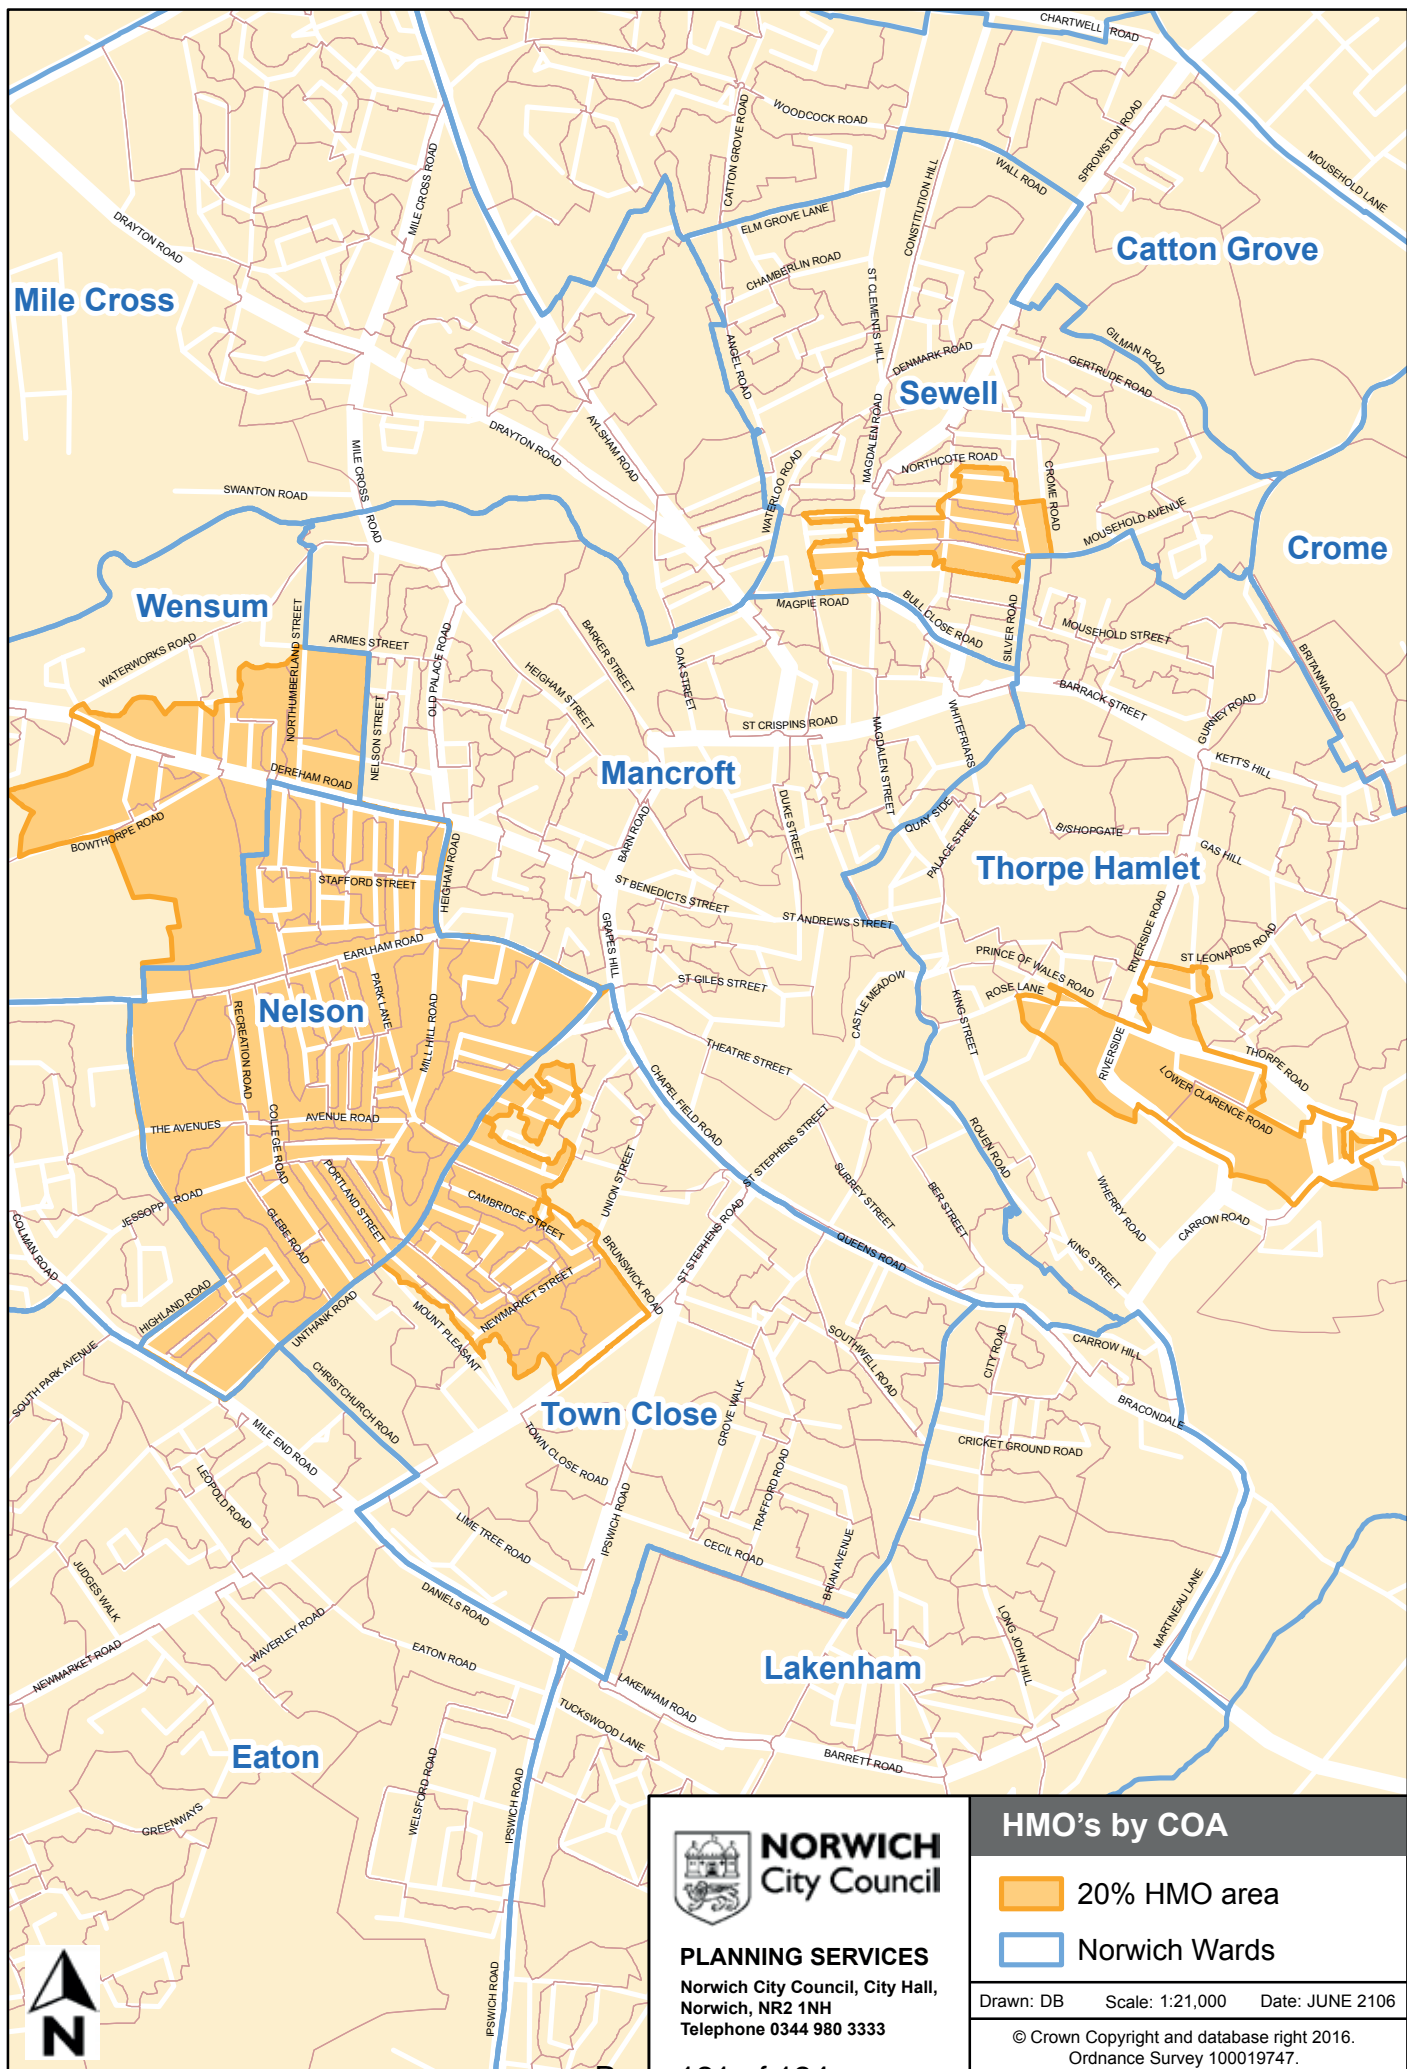 CHARTWELL ROAD
WOODCOCK ROAD
CATTON GROVE ROAD
SPROWSTON ROAD
MOUSEHOLD LANE
MILE CROSS ROAD
WALL ROAD
CONSTITUTION HILL
DRAYTON ROAD
ELM GROVE LANE
Catton Grove
CHAMBERLIN ROAD
Mile Cross
ST CLEMENTS HILL
ANGEL ROAD
GILMAN ROAD
DENMARK ROAD
GERTRUDE ROAD
Sewell
AYLSHAM ROAD
DRAYTON ROAD
MAGDALEN ROAD
MILE CROSS ROAD
NORTHCOTE ROAD
WATERLOO ROAD
CROME ROAD
SWANTON ROAD
MOUSEHOLD AVENUE
Crome
Wensum
MAGPIE ROAD
BULL CLOSE ROAD
SILVER ROAD
MOUSEHOLD STREET
NORTHUMBERLAND STREET
ARMES STREET
WATERWORKS ROAD
OLD PALACE ROAD
BARKER STREET
HEIGHAM STREET
OAK STREET
BRITANNIA ROAD
BARRACK STREET
GURNEY ROAD
NELSON STREET
ST CRISPINS ROAD
WHITEFRIARS
MAGDALEN STREET
KETT'S HILL
DEREHAM ROAD
Mancroft
DUKE STREET
QUAY SIDE
PALACE STREET
BISHOPGATE
BOWTHORPE ROAD
BARN ROAD
GAS HILL
Thorpe Hamlet
STAFFORD STREET
HEIGHAM ROAD
ST BENEDICTS STREET
ST ANDREWS STREET
GRAPES HILL
RIVERSIDE ROAD
EARLHAM ROAD
ST LEONARDS ROAD
PRINCE OF WALES ROAD
ST GILES STREET
CASTLE MEADOW
ROSE LANE
PARK LANE
Nelson
RECREATION ROAD
MILL HILL ROAD
KING STREET
THEATRE STREET
RIVERSIDE
THORPE ROAD
CHAPEL FIELD ROAD
LOWER CLARENCE ROAD
THE AVENUES
AVENUE ROAD
COLLEGE ROAD
ST STEPHENS STREET
ROUEN ROAD
PORTLAND STREET
UNION STREET
SURREY STREET
BER STREET
WHERRY ROAD
JESSOPP ROAD
CAMBRIDGE STREET
GLEBE ROAD
COLMAN ROAD
BRUNSWICK ROAD
ST STEPHENS ROAD
QUEENS ROAD
KING STREET
CARROW ROAD
HIGHLAND ROAD
UNTHANK ROAD
MOUNT PLEASANT
NEWMARKET STREET
SOUTHWELL ROAD
CITY ROAD
CARROW HILL
SOUTH PARK AVENUE
CHRISTCHURCH ROAD
Town Close
GROVE WALK
BRACONDALE
MILE END ROAD
TOWN CLOSE ROAD
CRICKET GROUND ROAD
LEOPOLD ROAD
TRAFFORD ROAD
LIME TREE ROAD
IPSWICH ROAD
CECIL ROAD
BRIAN AVENUE
JUDGES WALK
DANIELS ROAD
MARTINEAU LANE
WAVERLEY ROAD
LONG JOHN HILL
NEWMARKET ROAD
EATON ROAD
Lakenham
LAKENHAM ROAD
TUCKSWOOD LANE
Eaton
BARRETT ROAD
WELSFORD ROAD
IPSWICH ROAD
GREENWAYS
IPSWICH ROAD
N
NORWICH
City Council
PLANNING SERVICES
Norwich City Council, City Hall,
Norwich, NR2 1NH
Telephone 0344 980 3333
HMO's by COA
20% HMO area
Norwich Wards
Drawn: DB Scale: 1:21,000 Date: JUNE 2106
© Crown Copyright and database right 2016.
Ordnance Survey 100019747.